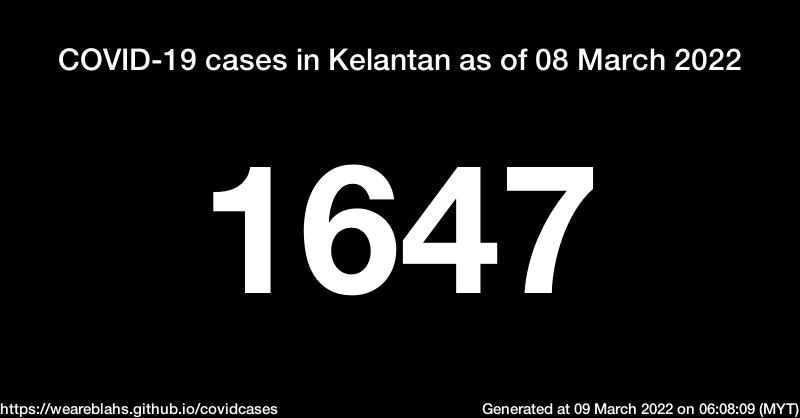 COVID-19 cases in Kelantan as of 08 March 2022
1647
https://weareblahs.github.io/covidcases
Generated at 09 March 2022 on 06:08:09 (MYT)